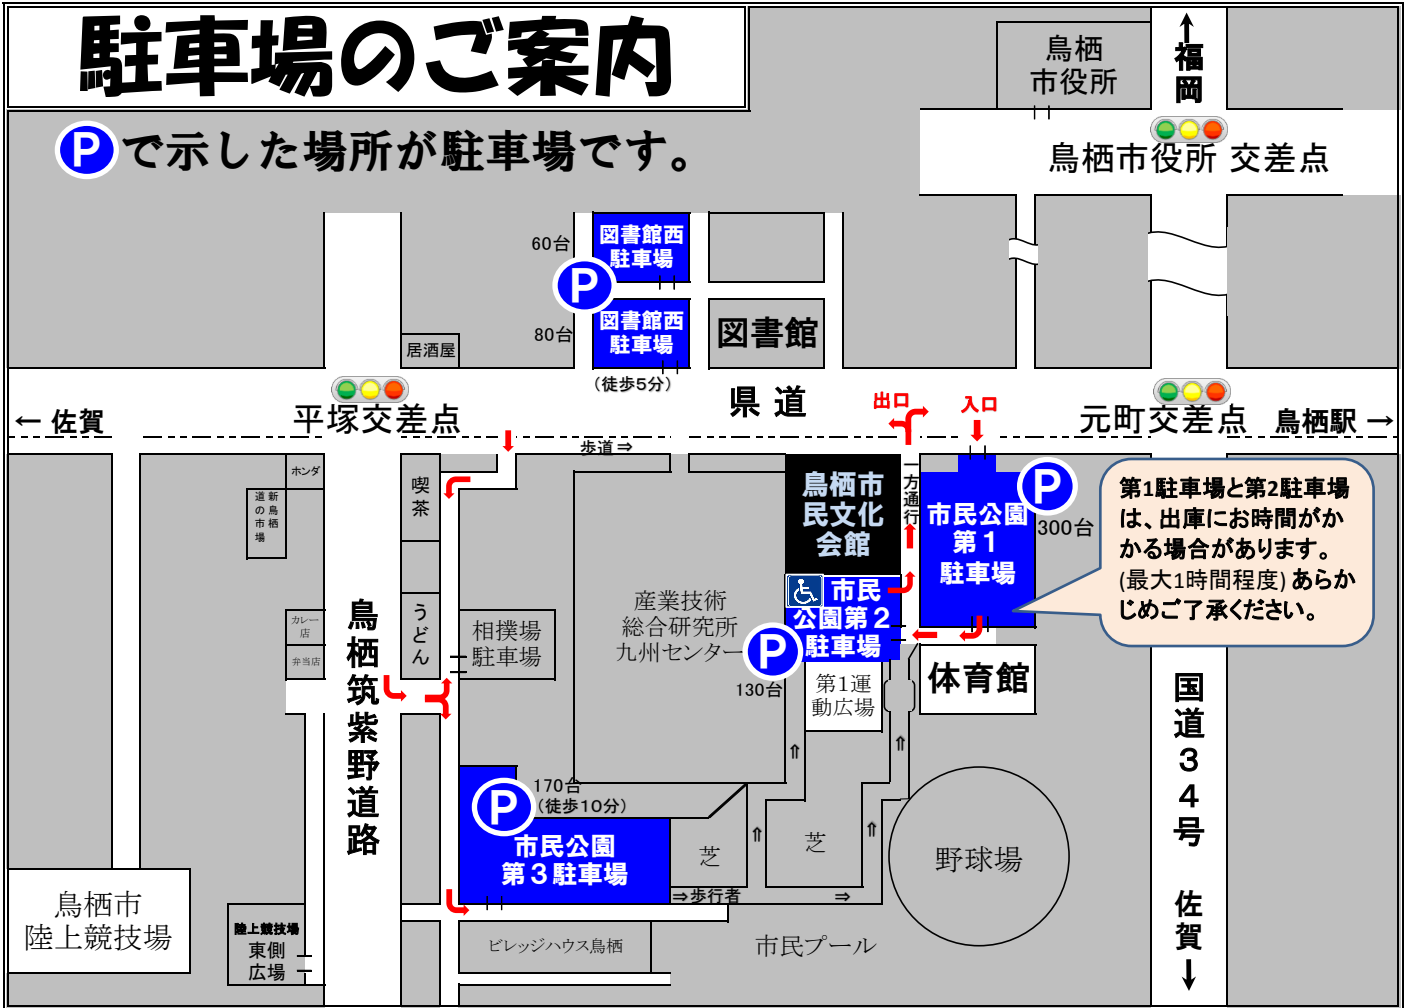 駐車場のご案内
Pで示した場所が駐車場です。
鳥栖
市役所
↑
福岡
鳥栖市役所 交差点
60台
図書館西
駐車場
P
80台
図書館西
駐車場
(徒歩5分)
図書館
居酒屋
← 佐賀
平塚交差点
県 道
出口
入口
元町交差点
鳥栖駅 →
歩道⇒
ホンダ
新鳥栖
道の市場
喫茶
うどん
カレー
店
弁当店
鳥栖筑紫野道路
相撲場
駐車場
産業技術
総合研究所
九州センター
鳥栖市
民文化
会館
一方通行
市民公園
第1
駐車場
P
300台
第1駐車場と第2駐車場
は、出庫にお時間がか
かる場合があります。
(最大1時間程度) あらか
じめご了承ください。
市民
公園第2
駐車場
P
130台
第1運
動広場
体育館
国道34号 佐賀
↓
170台
(徒歩10分)
P
市民公園
第3駐車場
芝
芝
⇒歩行者
⇒
⇑
⇑
⇑
⇑
野球場
鳥栖市
陸上競技場
陸上競技場
東側
広場
ビレッジハウス鳥栖
市民プール